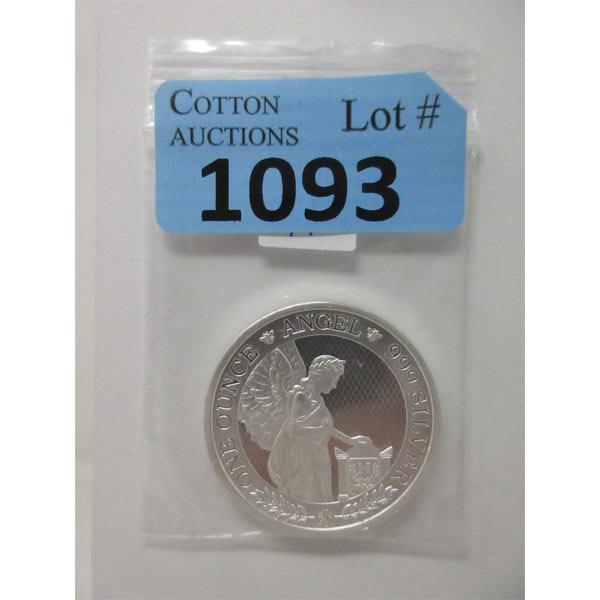 COTTON
AUCTIONS
Lot #
1093
ONE OUNCE ANGEL 999 SILVER